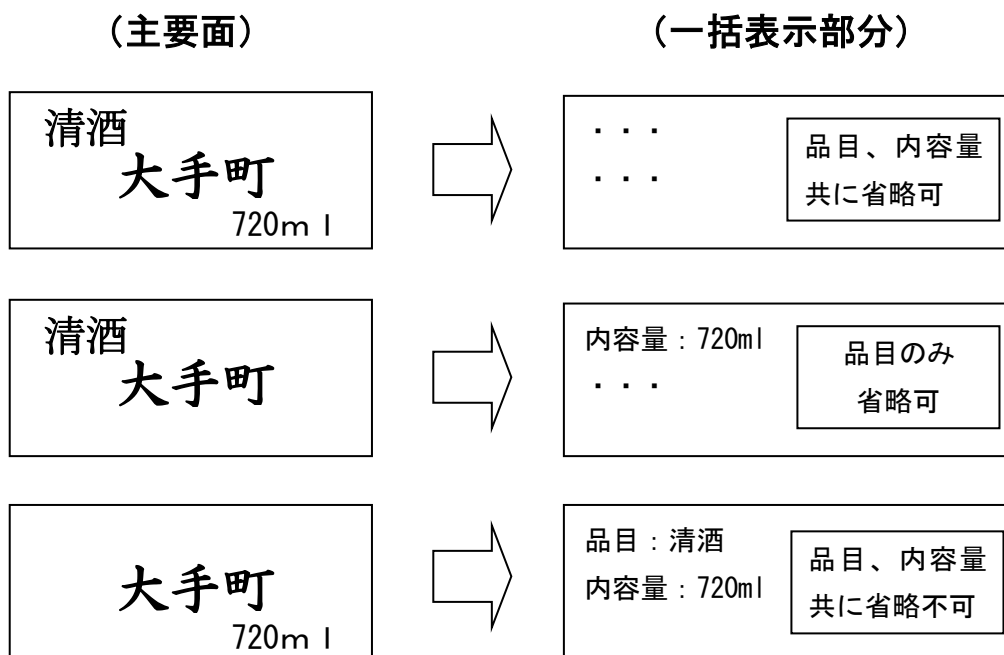 (主要面)
(一括表示部分)
清酒
大手町
720ml
・・・
・・・
品目、内容量
共に省略可
清酒
大手町
内容量:720ml
・・・
品目のみ
省略可
大手町
720ml
品目:清酒
内容量:720ml
品目、内容量
共に省略不可